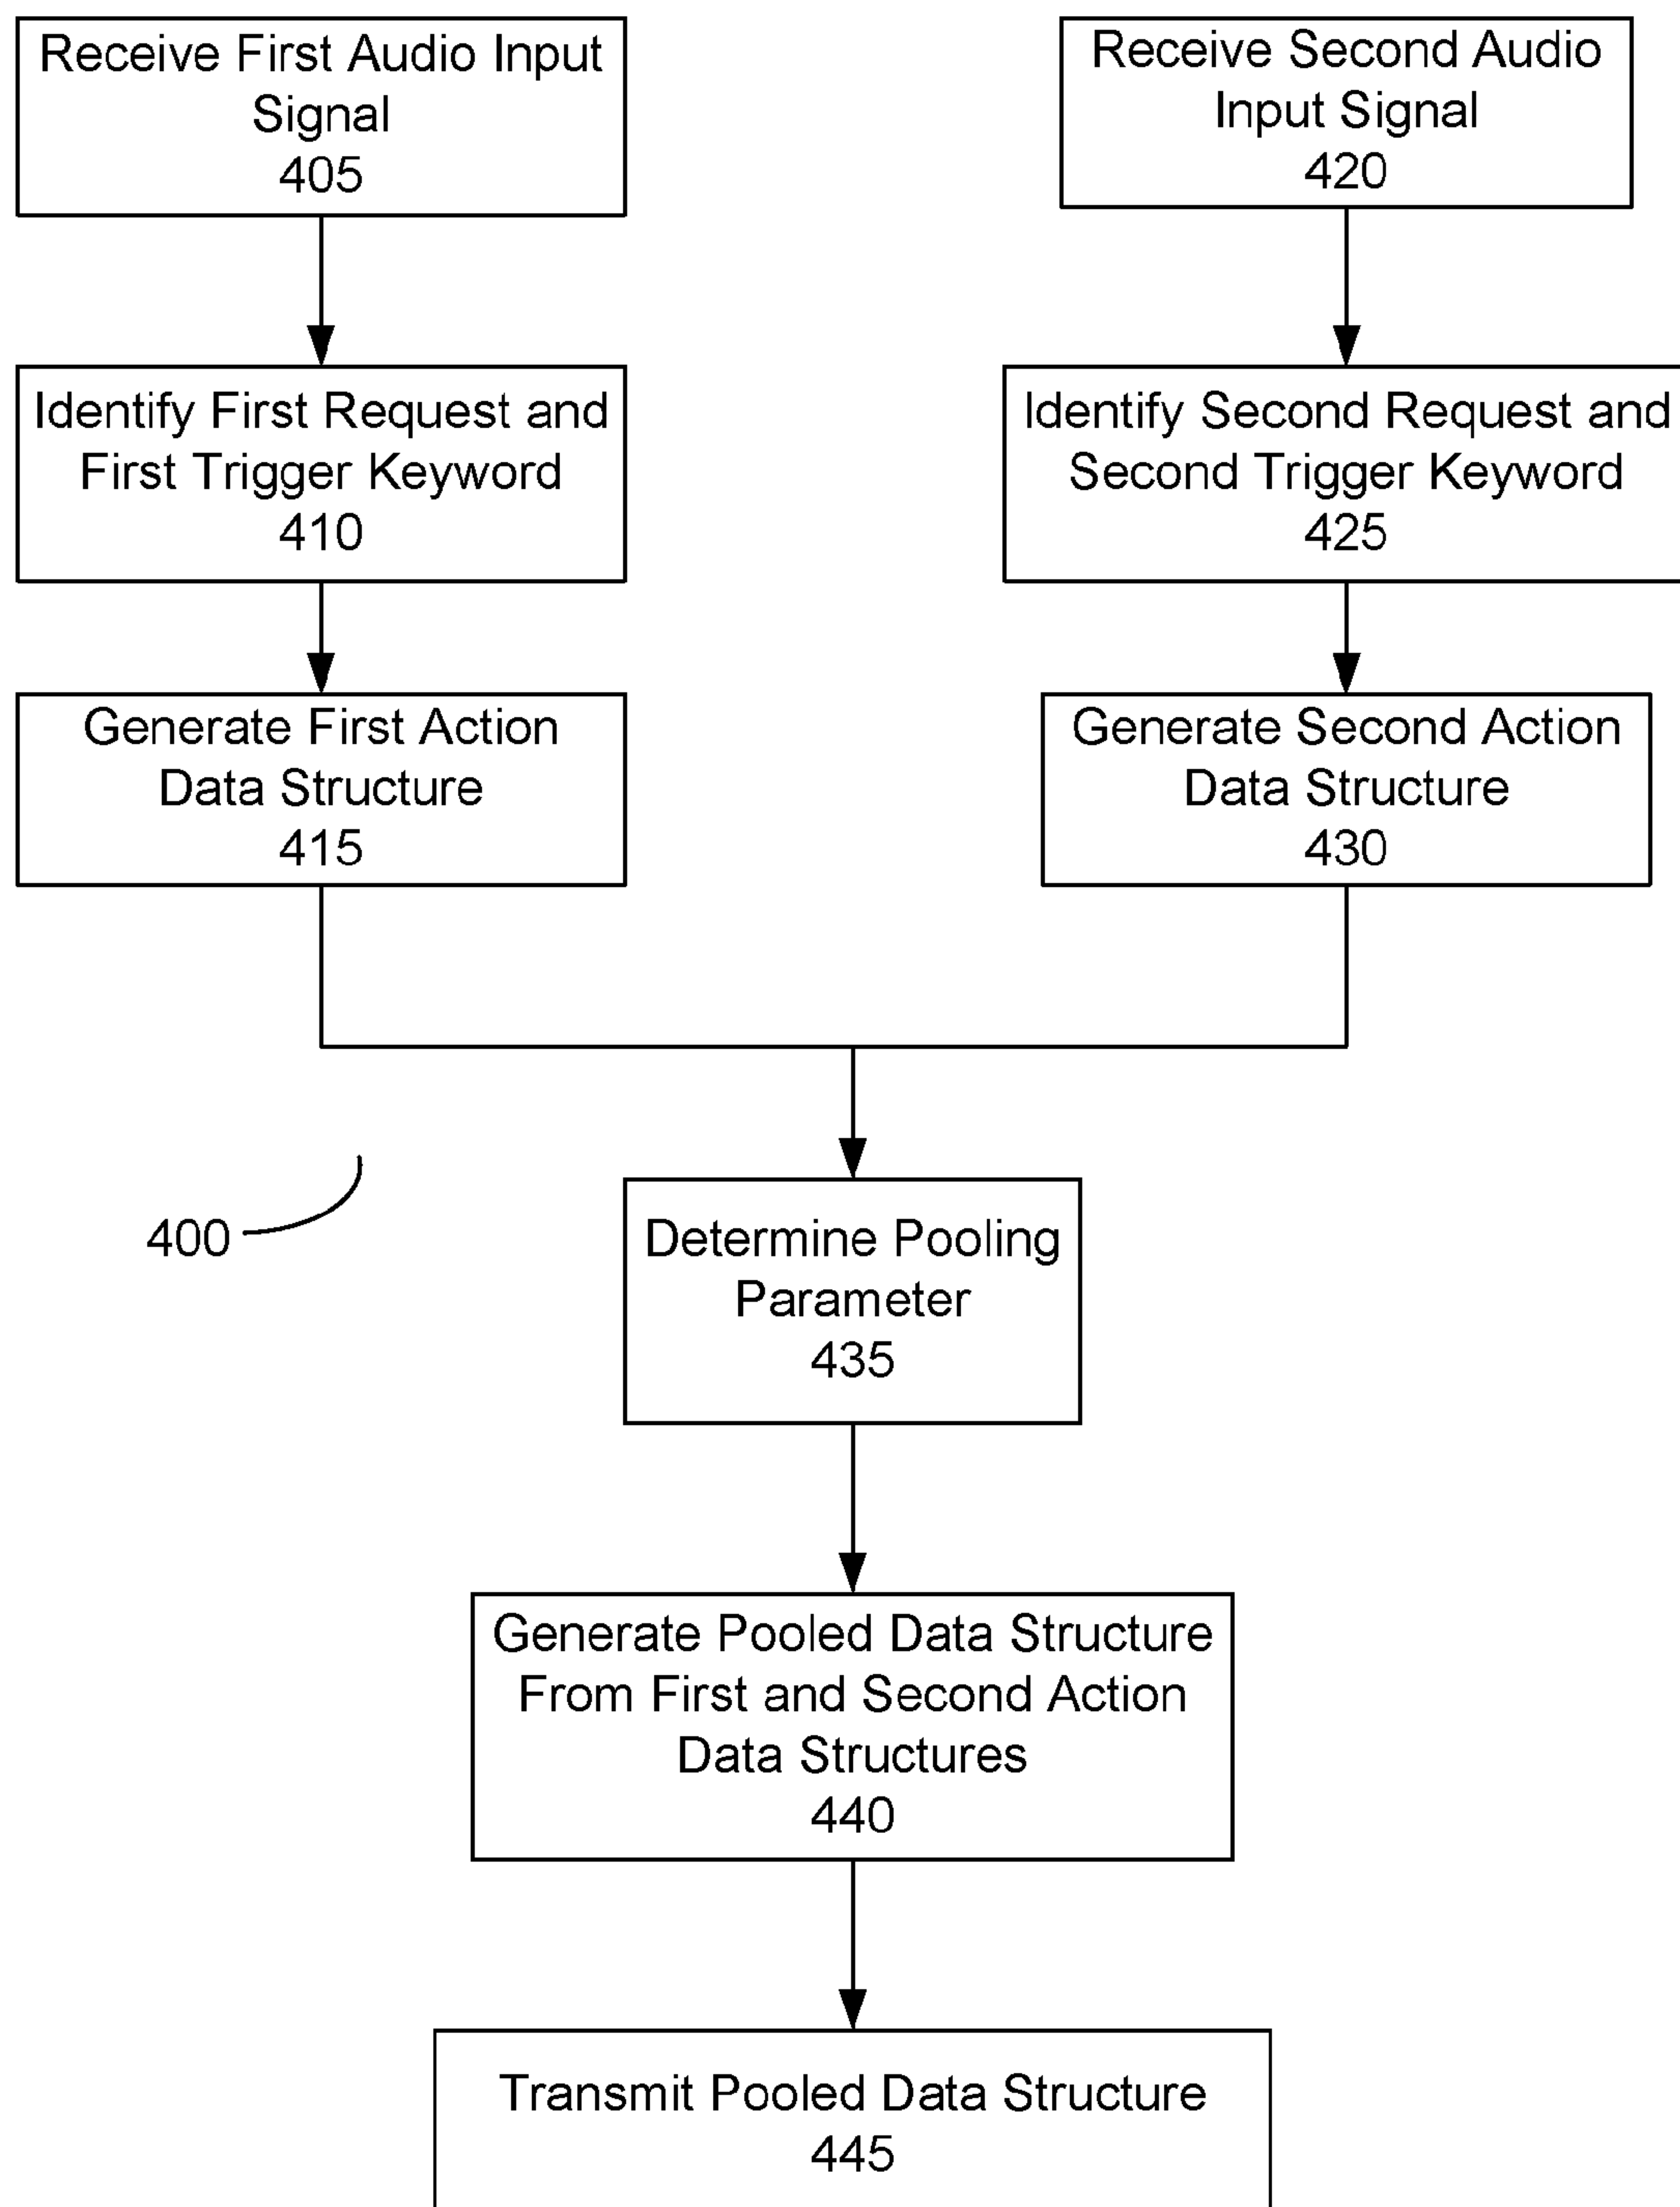 Receive First Audio Input
Signal
405
Receive Second Audio
Input Signal
420
Identify First Request and
First Trigger Keyword
410
Identify Second Request and
Second Trigger Keyword
425
Generate First Action
Data Structure
415
Generate Second Action
Data Structure
430
400
Determine Pooling
Parameter
435
Generate Pooled Data Structure
From First and Second Action
Data Structures
440
Transmit Pooled Data Structure
445